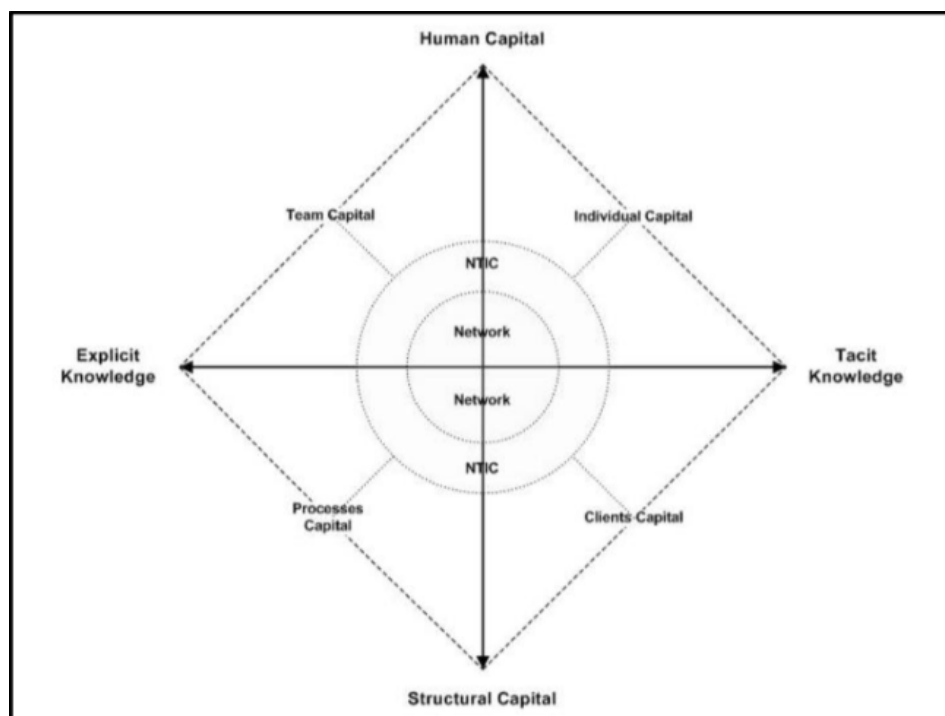 Human Capital
Team Capital
Individual Capital
NTIC
Network
Explicit
Knowledge
Tacit
Knowledge
Network
NTIC
Processes
Capital
Clients Capital
Structural Capital